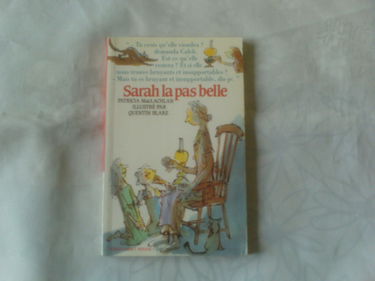 - Tu crois qu'elle viendra ?
demanda Caleb.
Est-ce qu'elle
restera ? Et si elle
nous trouve bruyants et insupportables ?
- Mais tu es bruyant et insupportable, dis-je.
Sarah la pas belle
PATRICIA MacLACHLAN
ILLUSTRÉ PAR
QUENTIN BLAKE